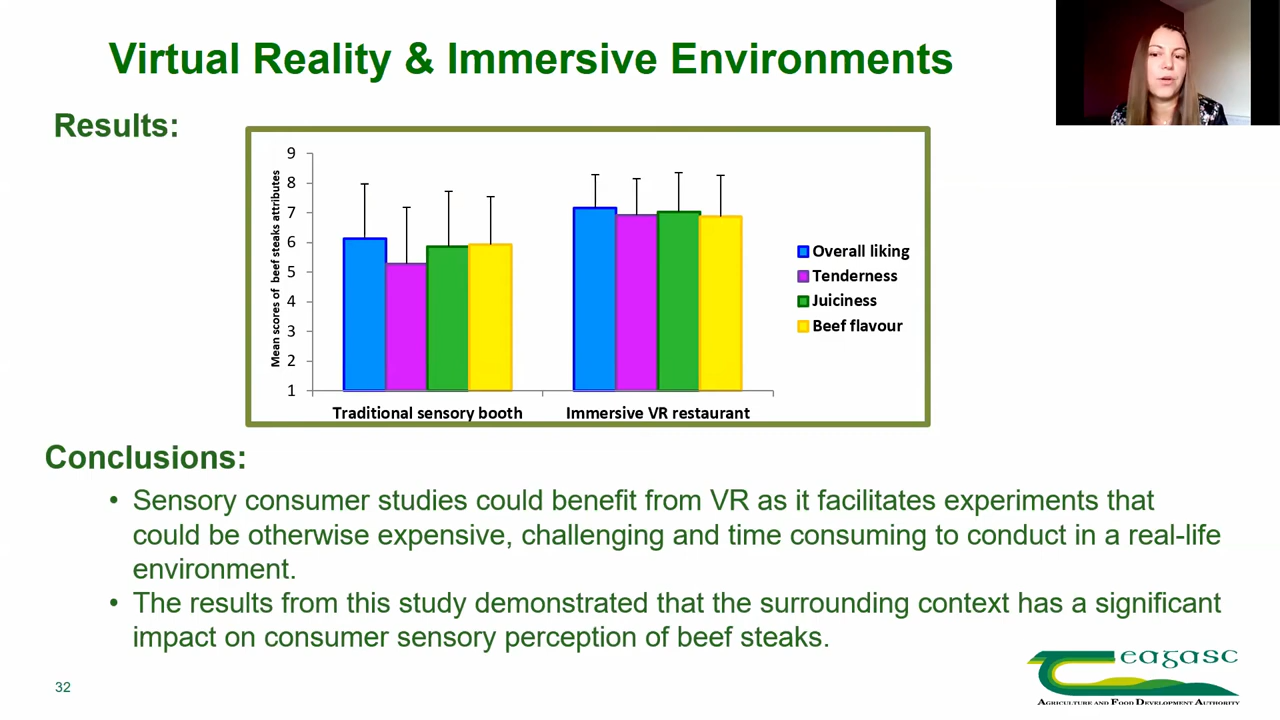 Virtual Reality & Immersive Environments
Results:
Mean scores of beef steaks attributes
9
8
7
6
5
4
3
2
1
Traditional sensory booth
Immersive VR restaurant
Overall liking
Tenderness
Juiciness
Beef flavour
Conclusions:
• Sensory consumer studies could benefit from VR as it facilitates experiments that
could be otherwise expensive, challenging and time consuming to conduct in a real-life
environment.
• The results from this study demonstrated that the surrounding context has a significant
impact on consumer sensory perception of beef steaks.
32
eagasc
Agriculture and Food Development Authority